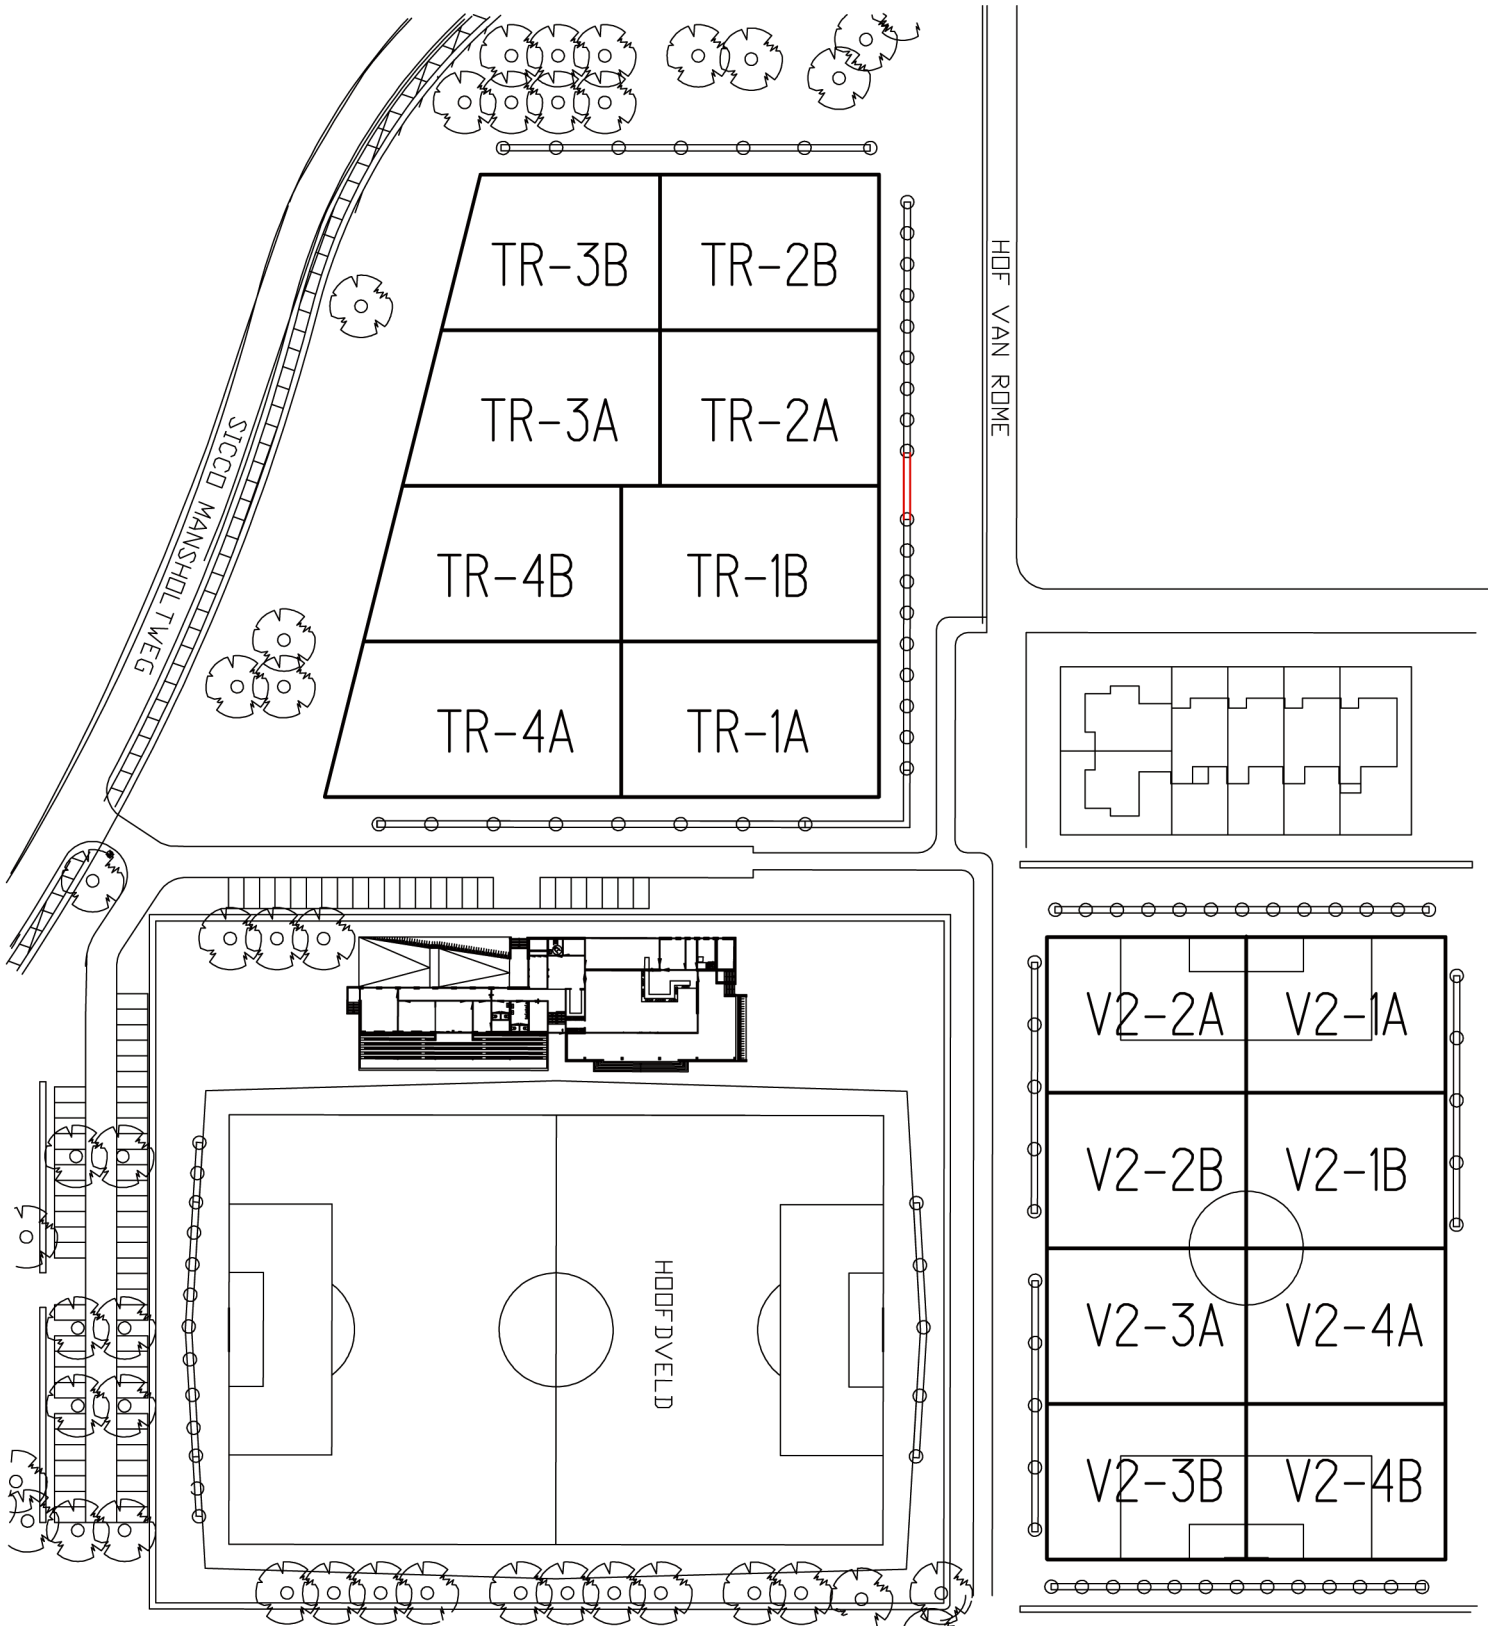 TR-3B TR-2B
HOF VAN ROME
TR-3A TR-2A
SICCO MANSHOLTWEG
TR-4B TR-1B
TR-4A TR-1A
V2-2A V2-1A
V2-2B V2-1B
HOOFDVELD
V2-3A V2-4A
V2-3B V2-4B